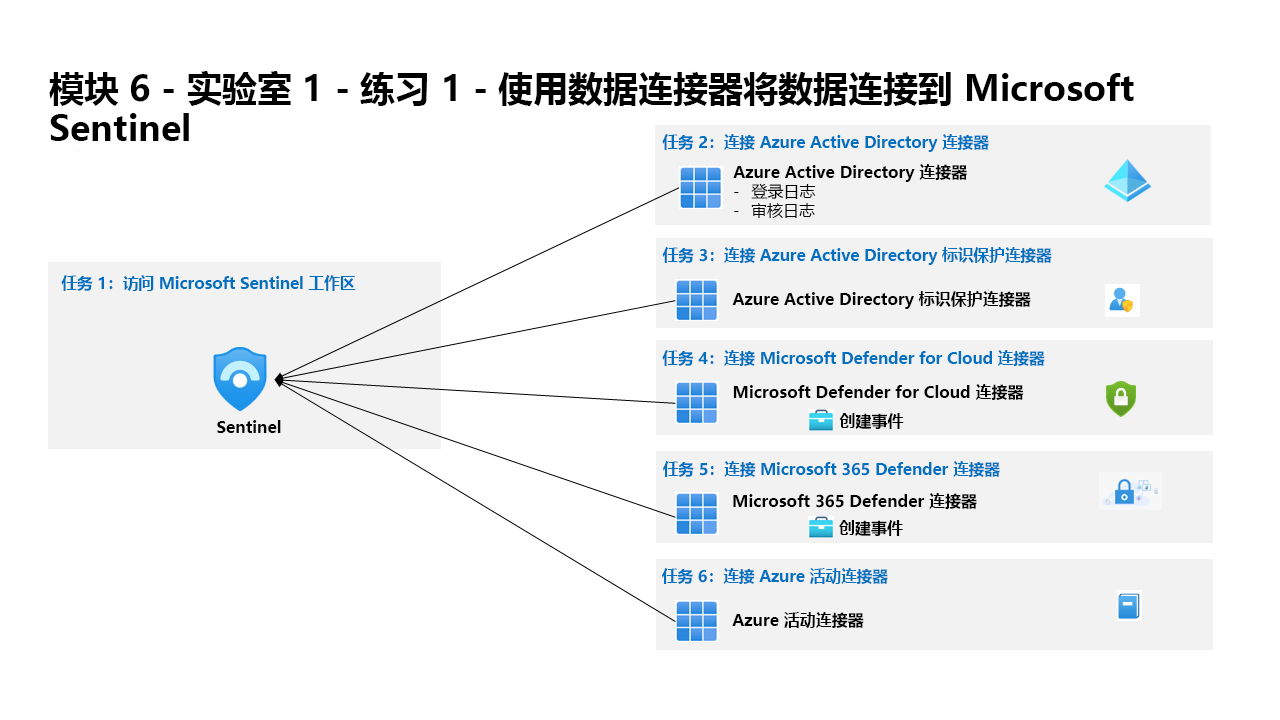 模块 6 - 实验室 1 - 练习 1 - 使用数据连接器将数据连接到 Microsoft
Sentinel
任务 1：访问 Microsoft Sentinel 工作区
Sentinel
任务 2：连接 Azure Active Directory 连接器
Azure Active Directory 连接器
- 登录日志
- 审核日志
任务 3：连接 Azure Active Directory 标识保护连接器
Azure Active Directory 标识保护连接器
任务 4：连接 Microsoft Defender for Cloud 连接器
Microsoft Defender for Cloud 连接器
创建事件
任务 5：连接 Microsoft 365 Defender 连接器
Microsoft 365 Defender 连接器
创建事件
任务 6：连接 Azure 活动连接器
Azure 活动连接器